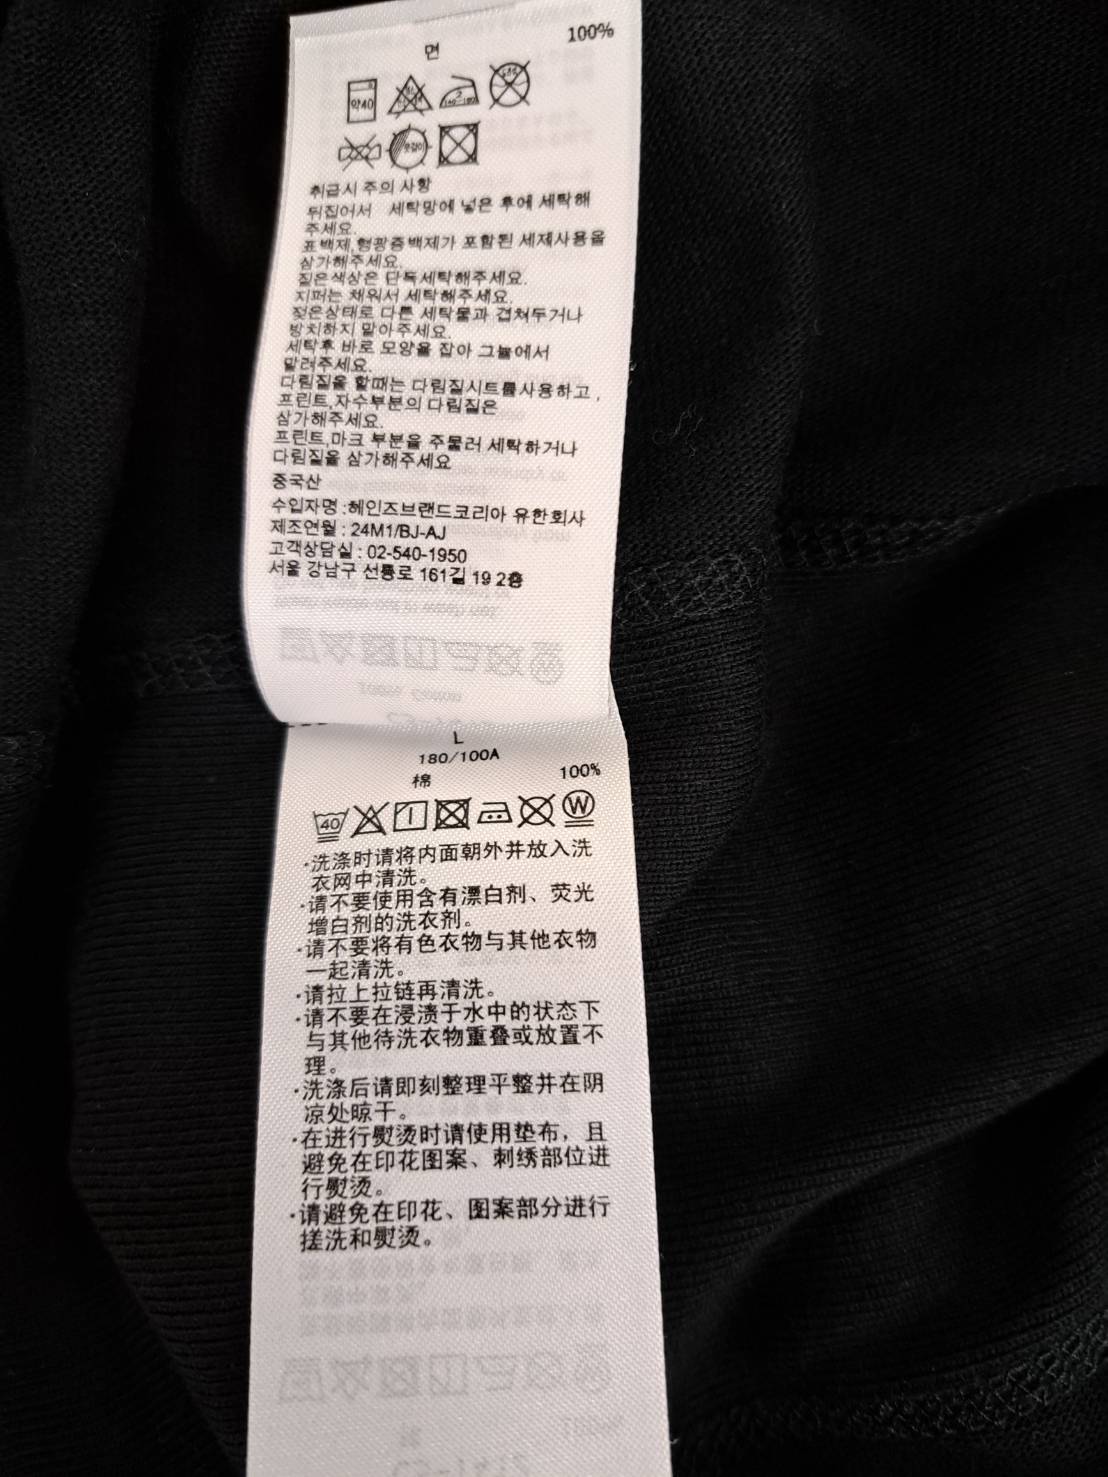 면 100%
약40
취급시 주의 사항
뒤집어서 세탁망에 넣은 후에 세탁해
주세요.
표백제,형광증백제가 포함된 세제사용을
삼가해주세요.
짙은색상은 단독세탁해주세요.
지퍼는 채워서 세탁해주세요.
젖은상태로 다른 세탁물과 겹쳐두거나
방치하지 말아주세요.
세탁후 바로 모양을 잡아 그늘에서
말려주세요.
다림질을 할때는 다림질시트를사용하고,
프린트,자수부분의 다림질은
삼가해주세요.
프린트,마크 부분을 주물러 세탁하거나
다림질을 삼가해주세요
중국산
수입자명:헤인즈브랜드코리아 유한회사
제조연월 : 24M1/BJ-AJ
고객상담실 : 02-540-1950
서울 강남구 선릉로 161길 19 2층
L
180/100A
棉 100%
40 W
·洗涤时请将内面朝外并放入洗
衣网中清洗。
·请不要使用含有漂白剂、荧光
增白剂的洗衣剂。
·请不要将有色衣物与其他衣物
一起清洗。
·请拉上拉链再清洗。
·请不要在浸渍于水中的状态下
与其他待洗衣物重叠或放置不
理。
·洗涤后请即刻整理平整并在阴
凉处晾干。
·在进行熨烫时请使用垫布，且
避免在印花图案、刺绣部位进
行熨烫。
·请避免在印花、图案部分进行
搓洗和熨烫。